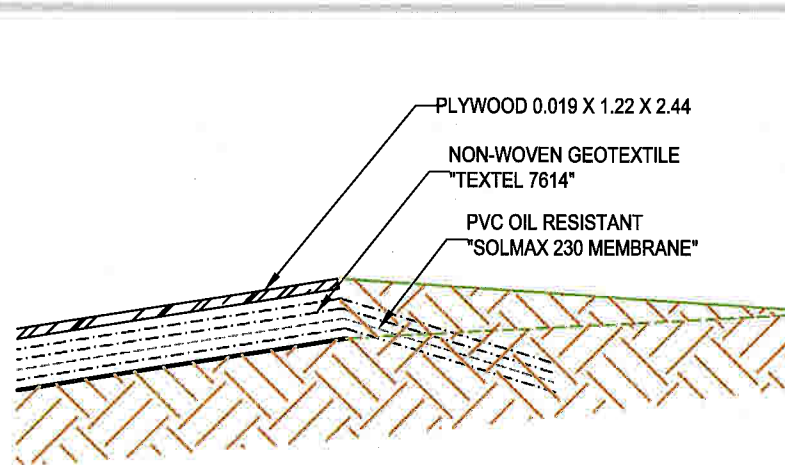 PLYWOOD 0.019 X 1.22 X 2.44
NON-WOVEN GEOTEXTILE
"TEXTEL 7614"
PVC OIL RESISTANT
"SOLMAX 230 MEMBRANE"